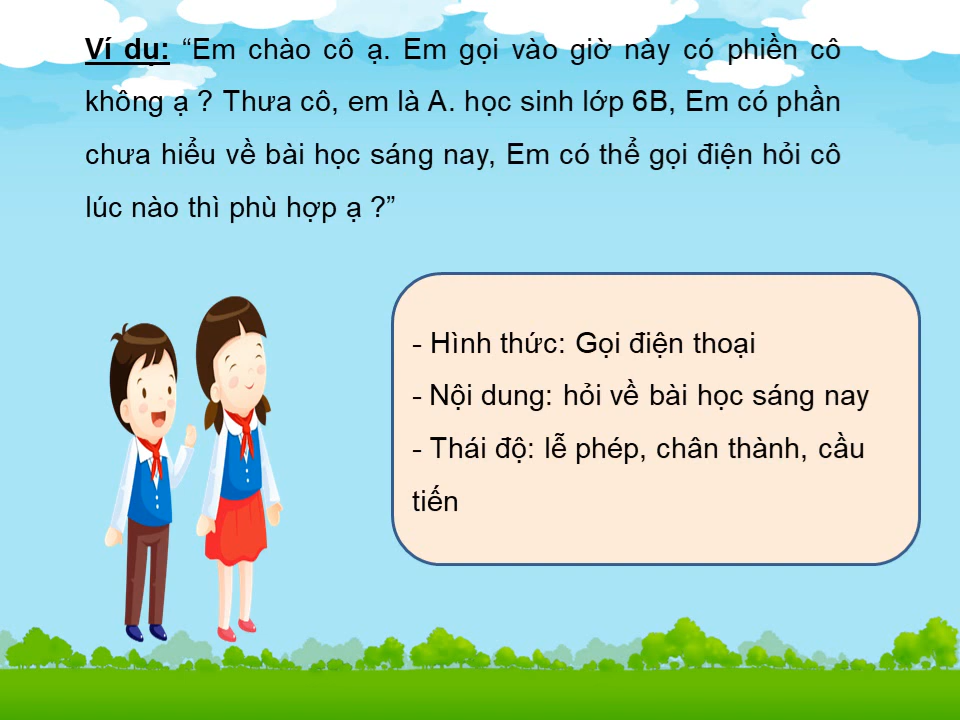 Ví dụ: “Em chào cô ạ. Em gọi vào giờ này có phiền cô
không ạ ? Thưa cô, em là A. học sinh lớp 6B, Em có phần
chưa hiểu về bài học sáng nay, Em có thể gọi điện hỏi cô
lúc nào thì phù hợp ạ ?”
- Hình thức: Gọi điện thoại
- Nội dung: hỏi về bài học sáng nay
- Thái độ: lễ phép, chân thành, cầu
tiến